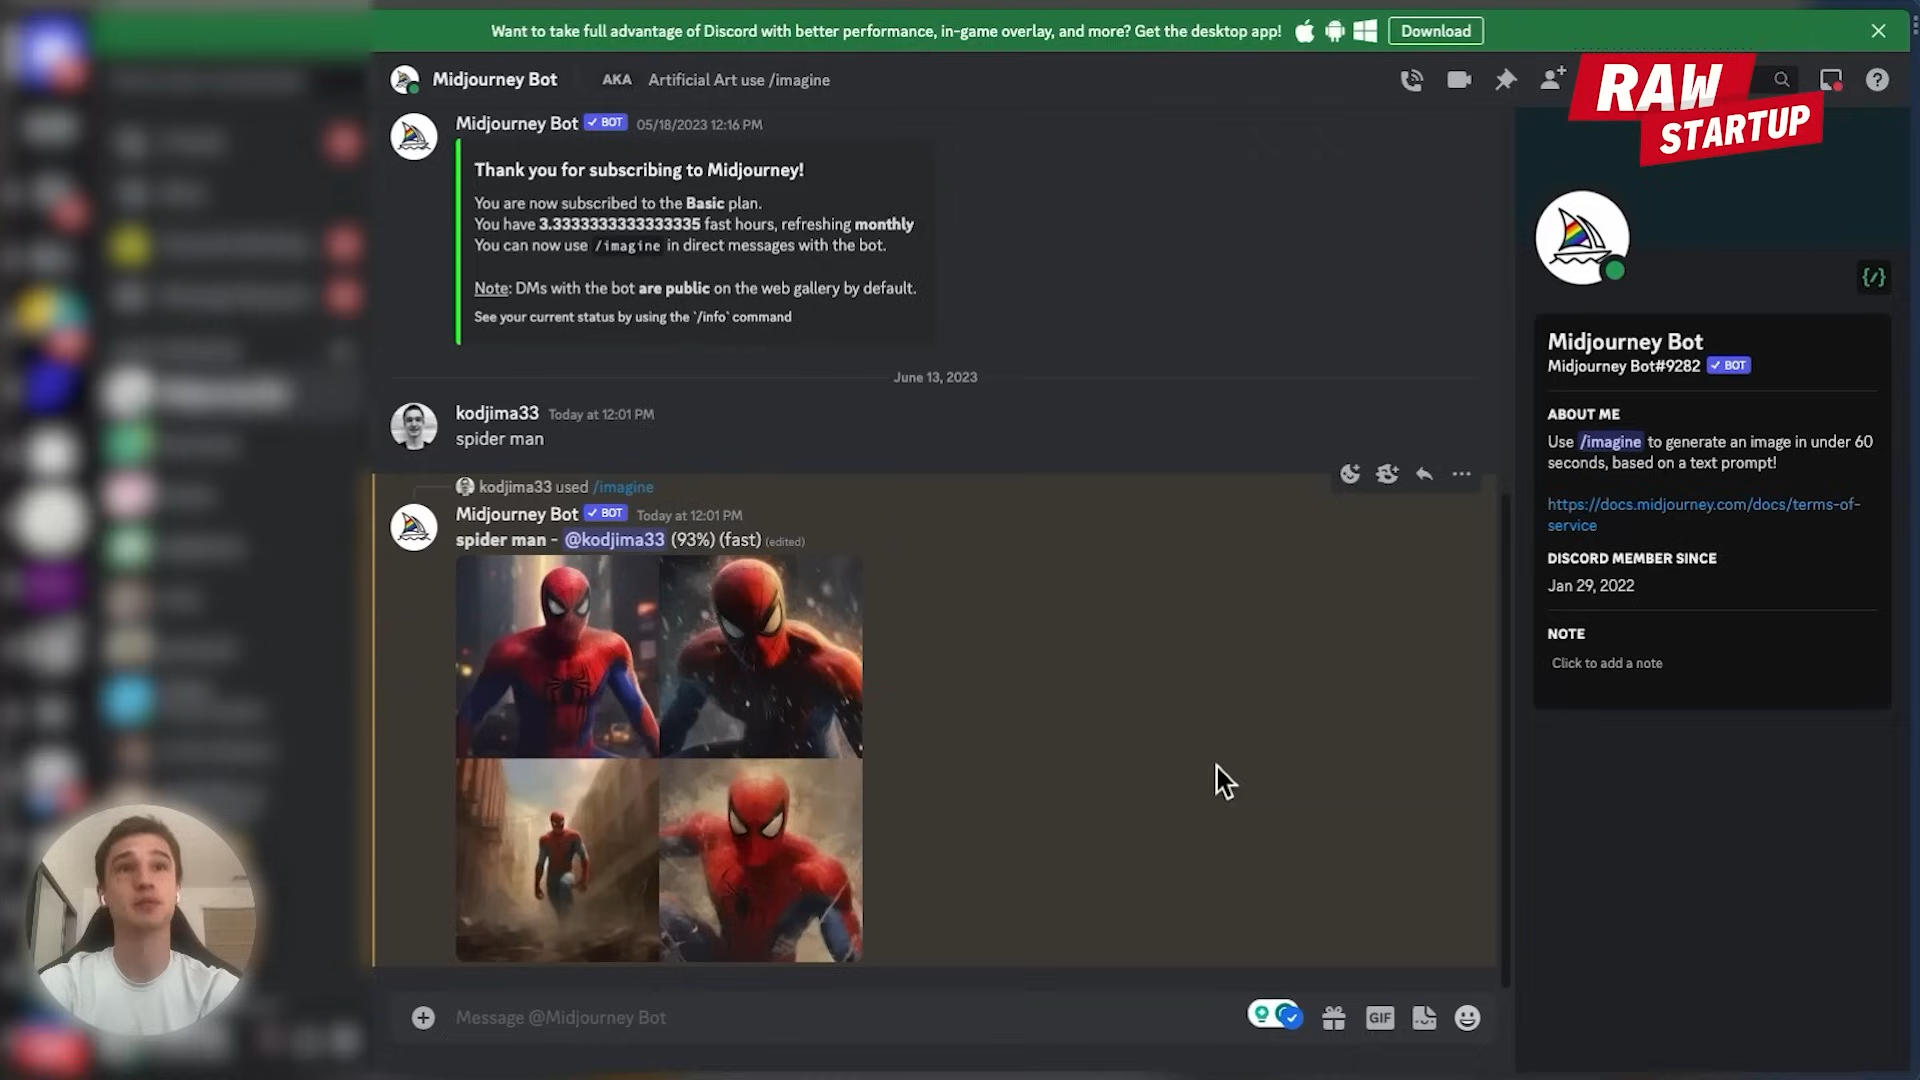 Want to take full advantage of Discord with better performance, in-game overlay, and more? Get the desktop app! Download
Midjourney Bot AKA Artificial Art use /imagine
RAW
STARTUP
Midjourney Bot BOT 05/18/2023 12:16 PM
Thank you for subscribing to Midjourney!
You are now subscribed to the Basic plan.
You have 3.3333333333333335 fast hours, refreshing monthly
You can now use /imagine in direct messages with the bot.
Note: DMs with the bot are public on the web gallery by default.
See your current status by using the `/info` command
June 13, 2023
kodjima33 Today at 12:01 PM
spider man
kodjima33 used /imagine
Midjourney Bot BOT Today at 12:01 PM
spider man - @kodjima33 (93%) (fast) (edited)
Message @Midjourney Bot
GIF
Midjourney Bot
Midjourney Bot#9282 BOT
ABOUT ME
Use /imagine to generate an image in under 60
seconds, based on a text prompt!
https://docs.midjourney.com/docs/terms-of-
service
DISCORD MEMBER SINCE
Jan 29, 2022
NOTE
Click to add a note